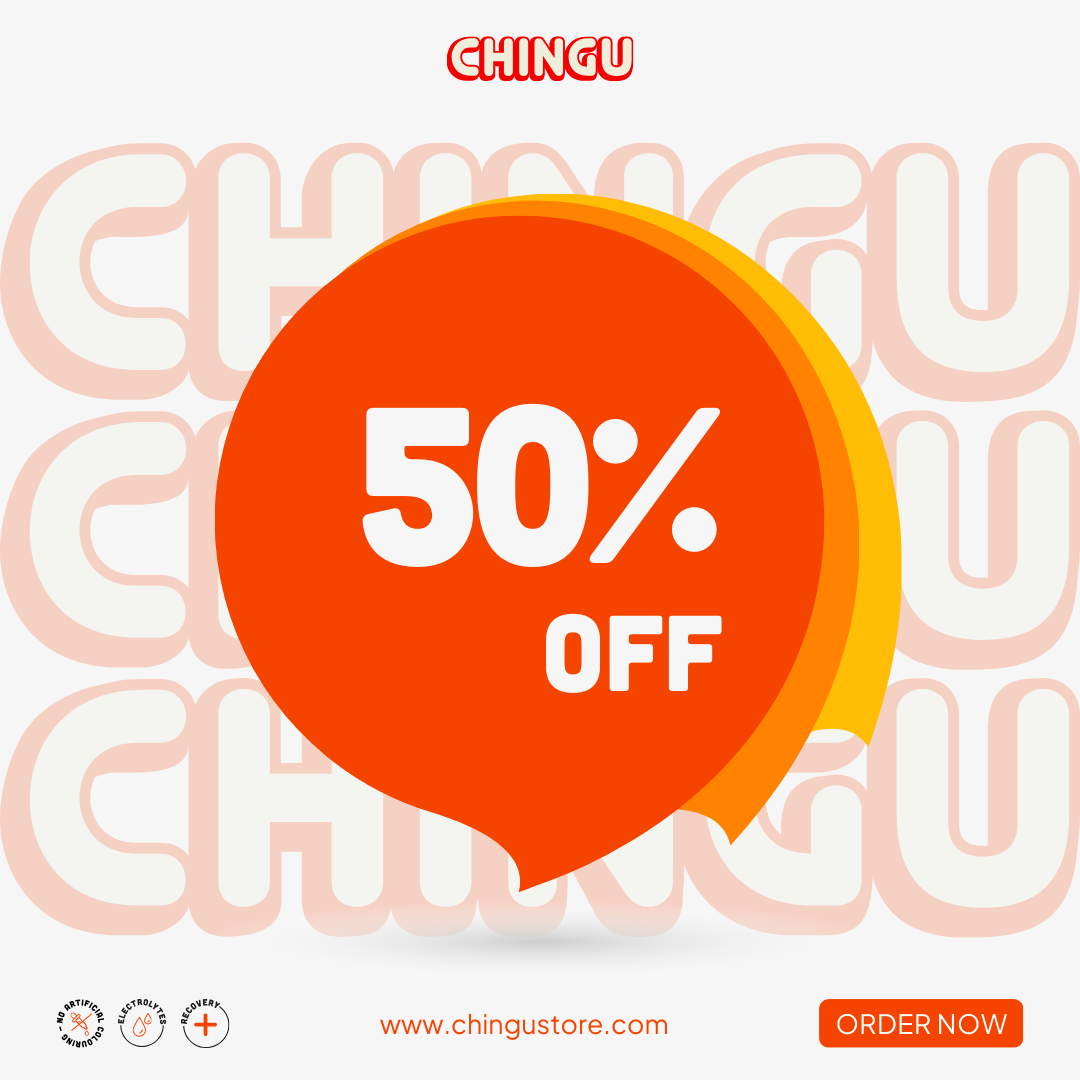 CHINGU
CHINGU
CHINGU
CHINGU
50%
OFF
NO ARTIFICIAL COLOURING
ELECTROLYTES
RECOVERY
www.chingustore.com
ORDER NOW